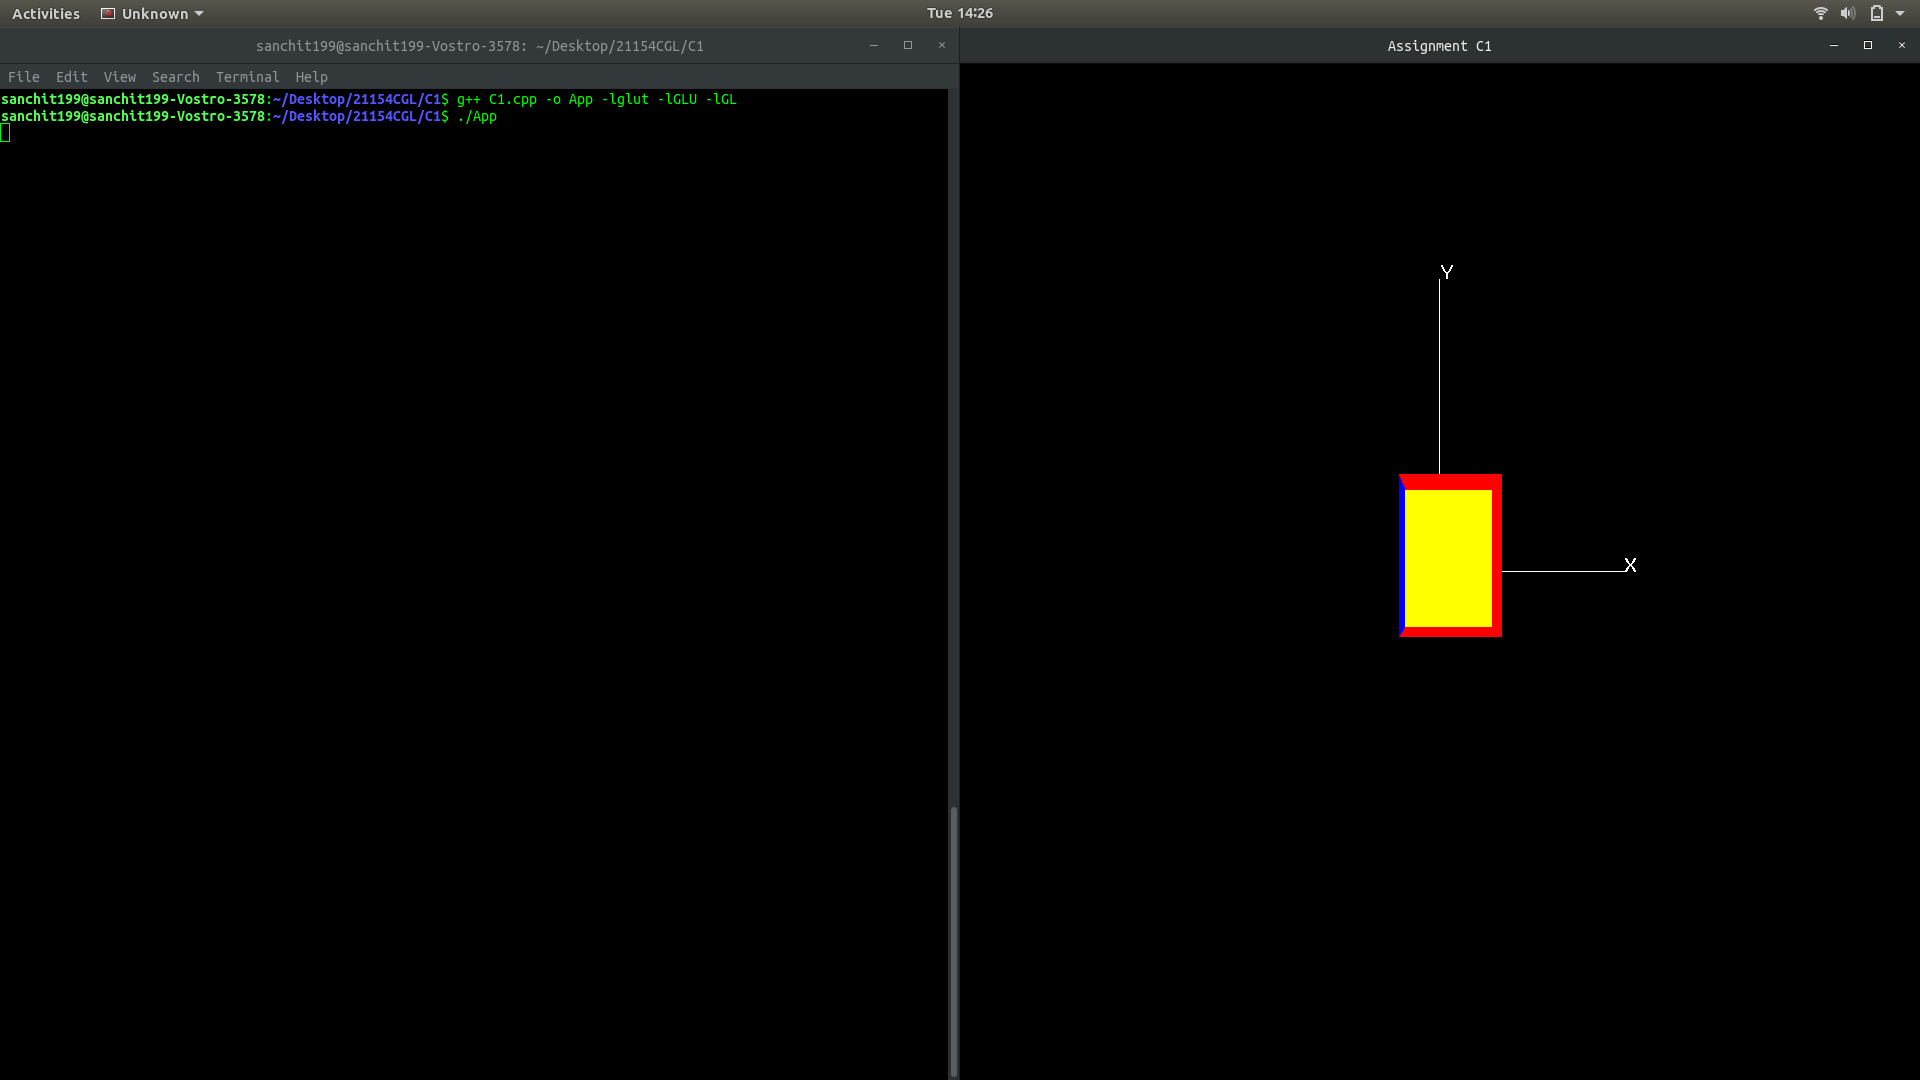 Activities Unknown Tue 14:26
sanchit199@sanchit199-Vostro-3578: ~/Desktop/21154CGL/C1
File Edit View Search Terminal Help
sanchit199@sanchit199-Vostro-3578:~/Desktop/21154CGL/C1$ g++ C1.cpp -o App -lglut -lGLU -lGL
sanchit199@sanchit199-Vostro-3578:~/Desktop/21154CGL/C1$ ./App
Assignment C1
Y
X